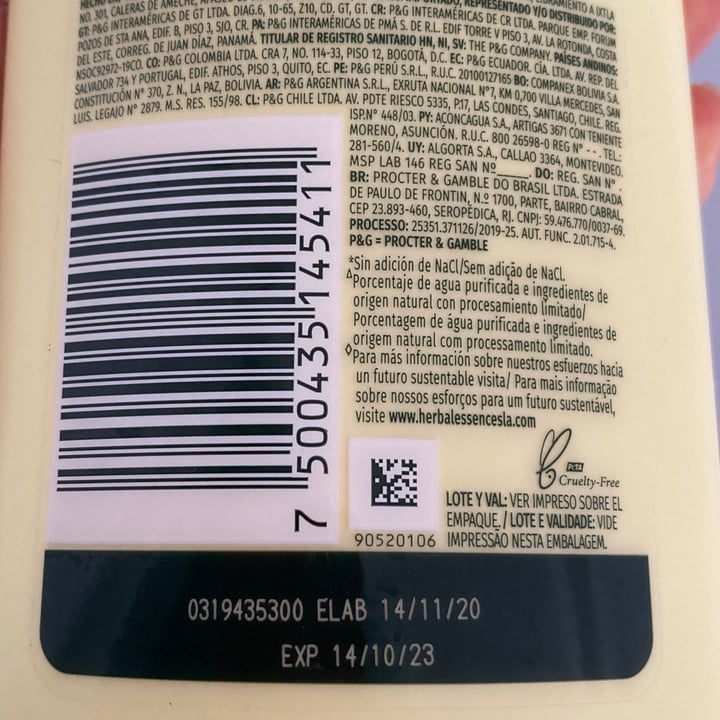 NO. 301, CALERAS DE AMECHE,
GT: P&G INTERAMÉRICAS DE GT LTDA. DIAG.6, 10-65, Z10, CD. GT, GT. CR: P&G INTERAMÉRICAS DE CR LTDA. PARQUE EMP. FORUM
POZOS DE STA ANA, EDIF. B, PISO 3, SJO, CR. PA: P&G INTERAMÉRICAS DE PMÁ S. DE R.L. EDIF TORRE V PISO 3, AV. LA ROTONDA, COSTA
DEL ESTE, CORREG. DE JUAN DÍAZ, PANAMÁ. TITULAR DE REGISTRO SANITARIO HN, NI, SV: THE P&G COMPANY. PAÍSES ANDINOS:
NSOC92972-19CO. CO: P&G COLOMBIA LTDA. CRA 7, NO. 114-33, PISO 12, BOGOTÁ, D.C. EC: P&G ECUADOR. CÍA. LTDA. AV. REP. DEL
SALVADOR 734 Y PORTUGAL, EDIF. ATHOS, PISO 3, QUITO, EC. PE: P&G PERÚ S.R.L., R.U.C. 20100127165 BO: COMPANEX BOLIVIA S.A.
CONSTITUCIÓN N° 370, Z. N., LA PAZ, BOLIVIA. AR: P&G ARGENTINA S.R.L., EXRUTA NACIONAL N°7, KM 0,700 VILLA MERCEDES, SAN
LUIS. LEGAJO N° 2879. M.S. RES. 155/98. CL: P&G CHILE LTDA. AV. PDTE RIESCO 5335, P.17, LAS CONDES, SANTIAGO, CHILE. REG.
ISP.N° 448/03. PY: ACONCAGUA S.A., ARTIGAS 3671 CON TENIENTE
MORENO, ASUNCIÓN. R.U.C. 800 26598-0 REG N° - -. TEL:
281-560/4. UY: ALGORTA S.A., CALLAO 3364, MONTEVIDEO.
MSP LAB 146 REG SAN Nº_____. DO: REG. SAN N° .
BR: PROCTER & GAMBLE DO BRASIL LTDA. ESTRADA
DE PAULO DE FRONTIN, N.º 1700, PARTE, BAIRRO CABRAL,
CEP 23.893-460, SEROPÉDICA, RJ. CNPJ: 59.476.770/0037-69.
PROCESSO: 25351.371126/2019-25. AUT. FUNC. 2.01.715-4.
P&G = PROCTER & GAMBLE
*Sin adición de NaCl/Sem adição de NaCl.
∆Porcentaje de agua purificada e ingredientes de
origen natural con procesamiento limitado/
Porcentagem de água purificada e ingredientes de
origem natural com processamento limitado.
◊Para más información sobre nuestros esfuerzos hacia
un futuro sustentable visita/ Para mais informação
sobre nossos esforços para um futuro sustentável,
visite www.herbalessencesla.com
PETA
Cruelty-Free
LOTE Y VAL: VER IMPRESO SOBRE EL
EMPAQUE. / LOTE E VALIDADE: VIDE
IMPRESSÃO NESTA EMBALAGEM.
90520106
7 500435 145411
0319435300 ELAB 14/11/20
EXP 14/10/23